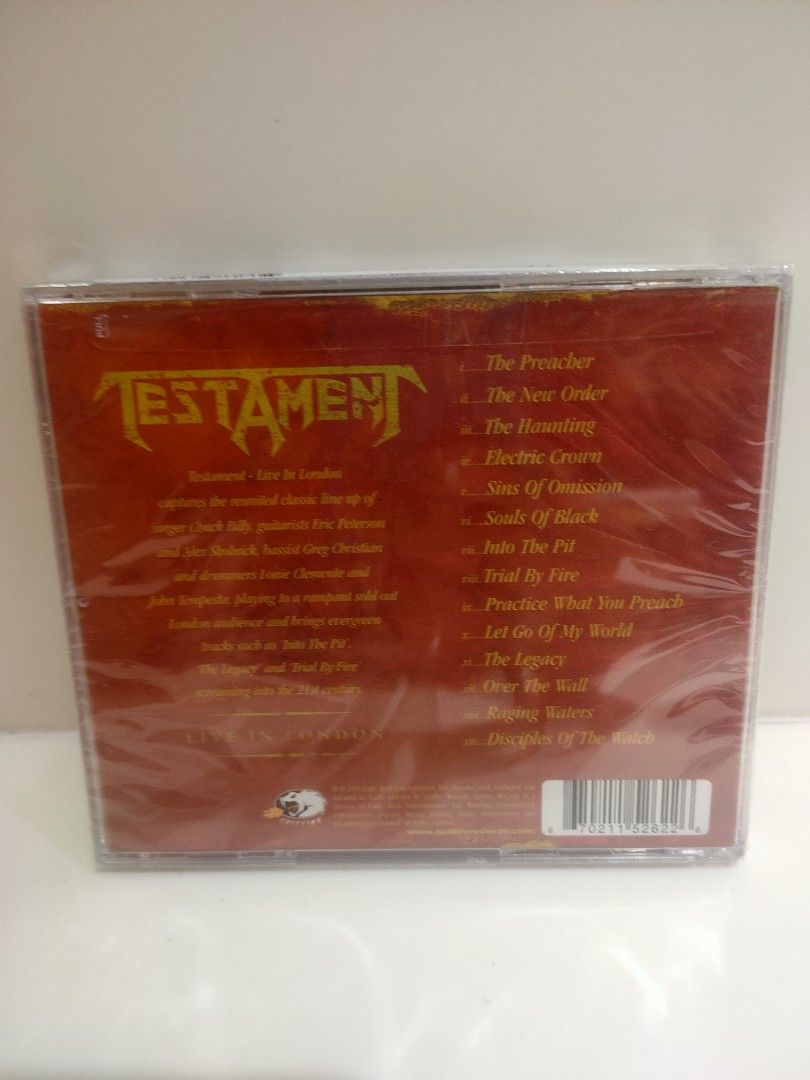 TESTAMENT
Testament - Live In London
captures the reunited classic line up of
singer Chuck Billy, guitarists Eric Peterson
and Alex Skolnick, bassist Greg Christian
and drummers Louie Clemente and
John Tempesta, playing to a rampant sold out
London audience and brings evergreen
tracks such as 'Into The Pit',
'The Legacy' and 'Trial By Fire'
screaming into the 21st century.
LIVE IN LONDON
i.....The Preacher
ii.....The New Order
iii.....The Haunting
iv.....Electric Crown
v.....Sins Of Omission
vi.....Souls Of Black
vii.....Into The Pit
viii.....Trial By Fire
ix.....Practice What You Preach
x.....Let Go Of My World
xi.....The Legacy
xii.....Over The Wall
xiii.....Raging Waters
xiv.....Disciples Of The Watch
SPITFIRE
www.spitfirerecords.com
6 70211 52622 6